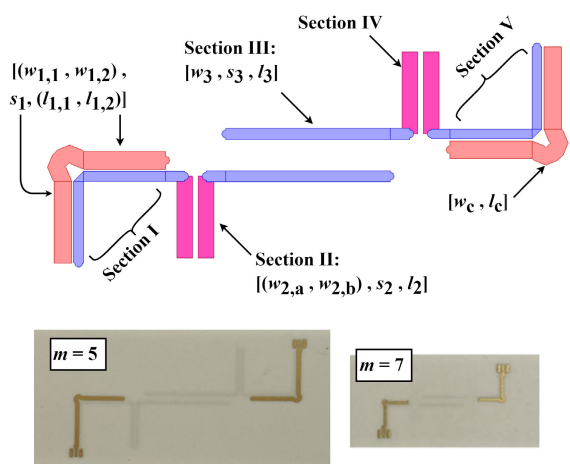 Section IV
Section III:
[w3 , s3 , l3]
Section V
[(w1,1 , w1,2) ,
s1, (l1,1 , l1,2)]
[wc , lc]
Section I
Section II:
[(w2,a , w2,b) , s2 , l2]
m = 5
m = 7